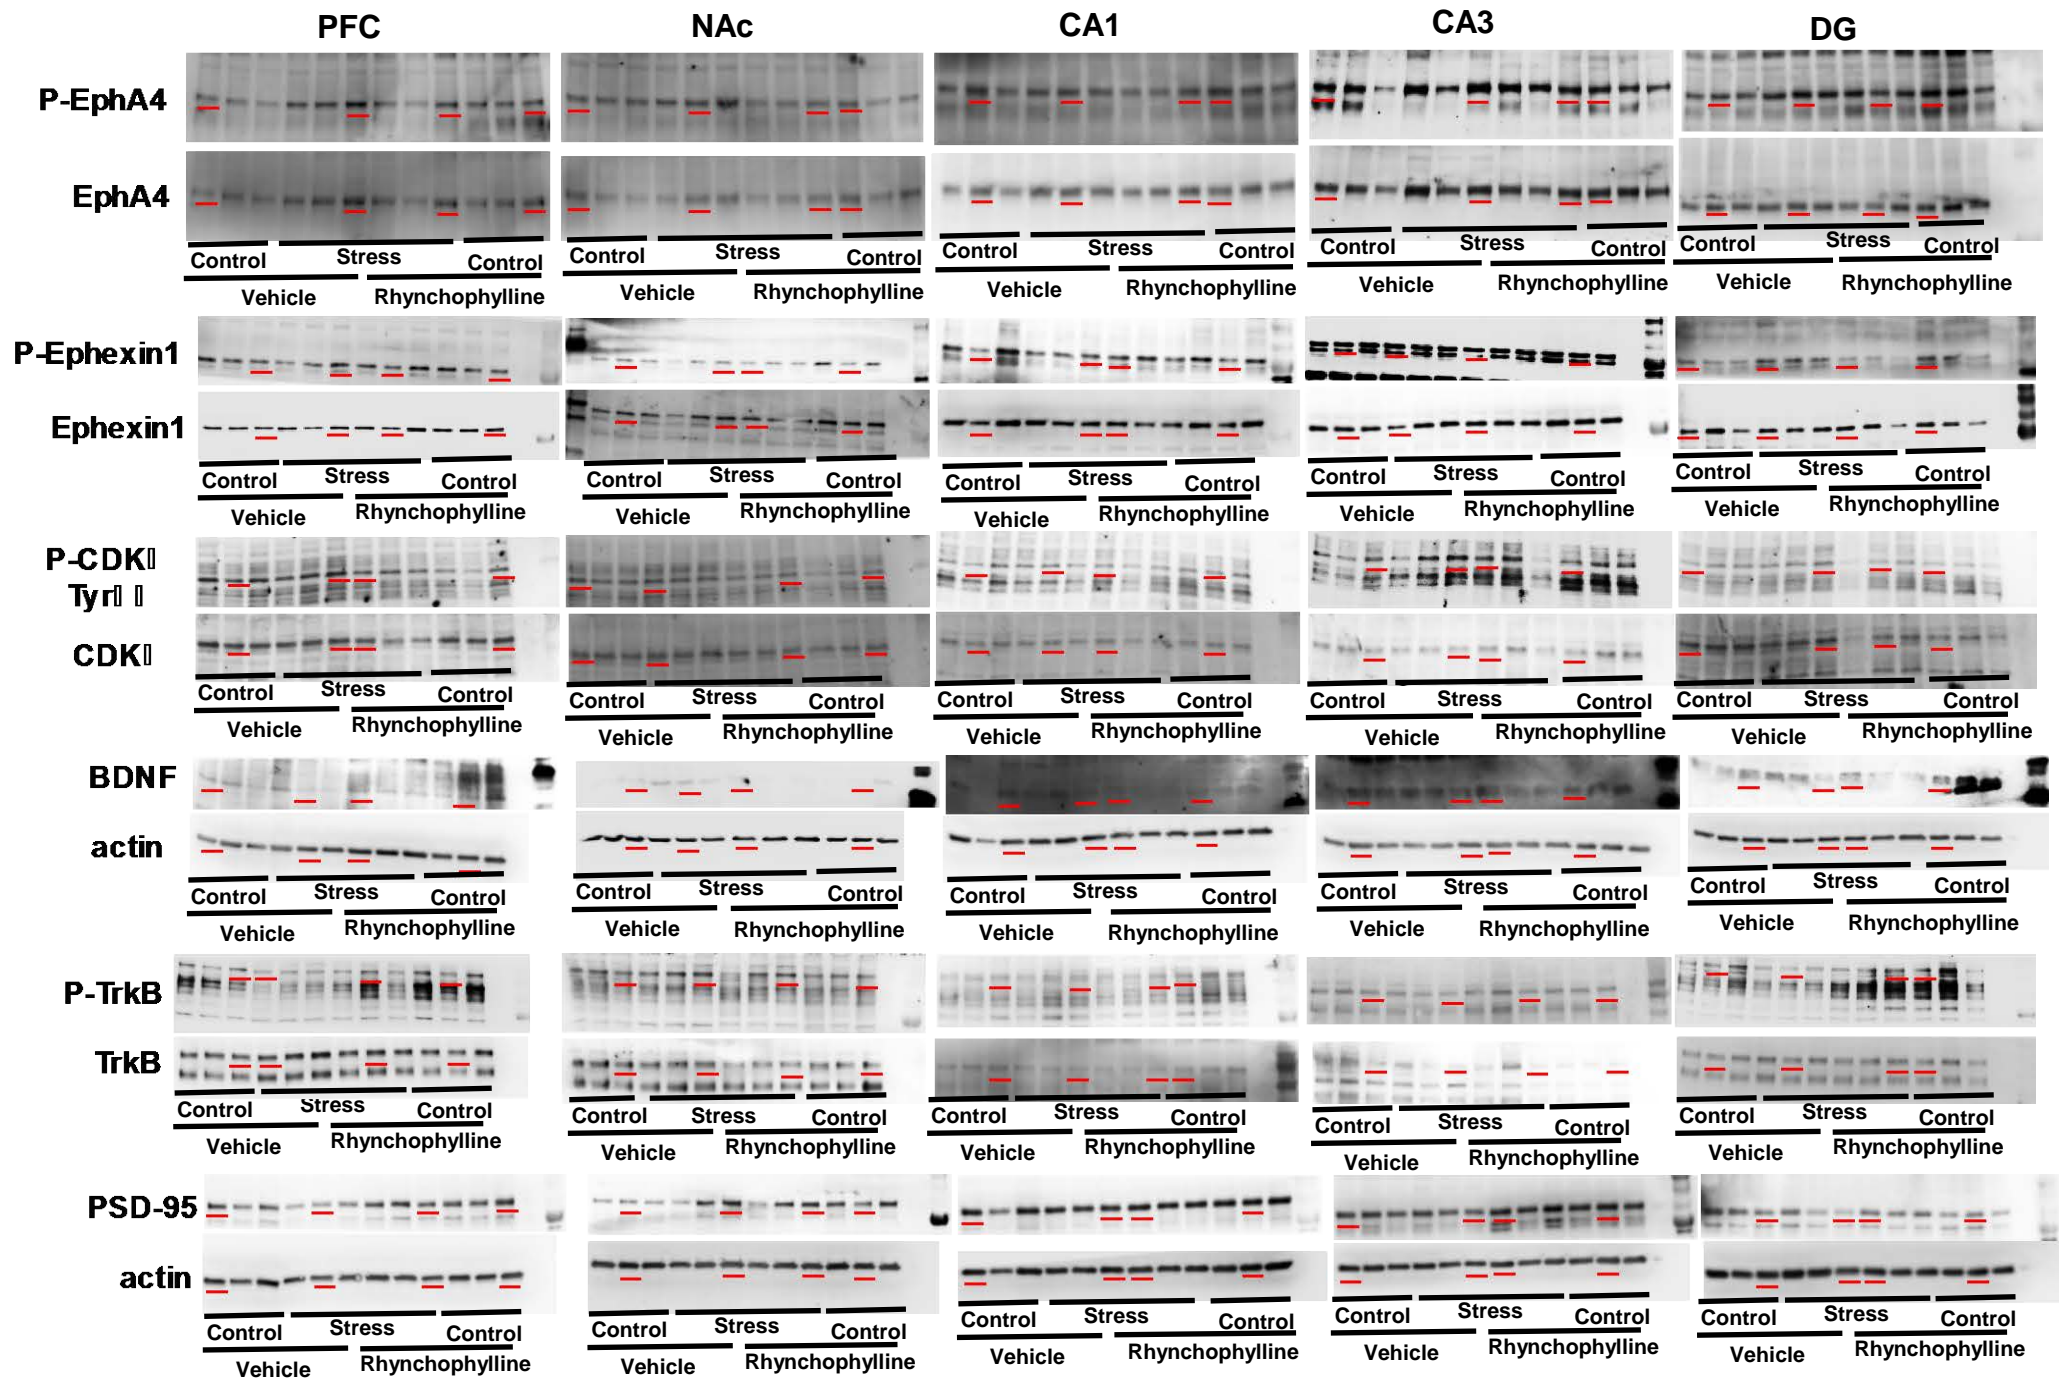 PFC NAc CA1 CA3 DG
P-EphA4
EphA4
Control Stress Control Control Stress Control Control Stress Control Control Stress Control Control Stress Control
Vehicle Rhynchophylline Vehicle Rhynchophylline Vehicle Rhynchophylline Vehicle Rhynchophylline Vehicle Rhynchophylline
P-Ephexin1
Ephexin1
Control Stress Control Control Stress Control Control Stress Control Control Stress Control Control Stress Control
Vehicle Rhynchophylline Vehicle Rhynchophylline Vehicle Rhynchophylline Vehicle Rhynchophylline Vehicle Rhynchophylline
P-CDK
Tyr
CDK
Control Stress Control Control Stress Control Control Stress Control Control Stress Control Control Stress Control
Vehicle Rhynchophylline Vehicle Rhynchophylline Vehicle Rhynchophylline Vehicle Rhynchophylline Vehicle Rhynchophylline
BDNF
actin
Control Stress Control Control Stress Control Control Stress Control Control Stress Control Control Stress Control
Vehicle Rhynchophylline Vehicle Rhynchophylline Vehicle Rhynchophylline Vehicle Rhynchophylline Vehicle Rhynchophylline
P-TrkB
TrkB
Control Stress Control Control Stress Control Control Stress Control Control Stress Control Control Stress Control
Vehicle Rhynchophylline Vehicle Rhynchophylline Vehicle Rhynchophylline Vehicle Rhynchophylline Vehicle Rhynchophylline
PSD-95
actin
Control Stress Control Control Stress Control Control Stress Control Control Stress Control Control Stress Control
Vehicle Rhynchophylline Vehicle Rhynchophylline Vehicle Rhynchophylline Vehicle Rhynchophylline Vehicle Rhynchophylline